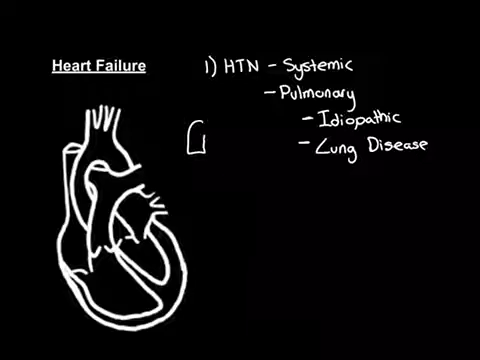 Heart Failure
1) HTN - Systemic
- Pulmonary
- Idiopathic
- Lung Disease